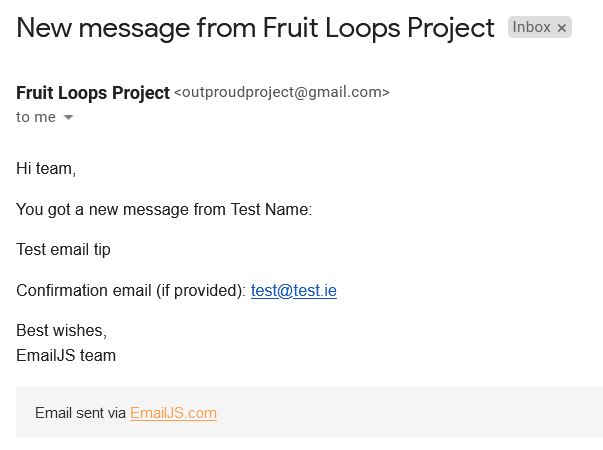 New message from Fruit Loops Project Inbox x
Fruit Loops Project <outproudproject@gmail.com>
to me
Hi team,
You got a new message from Test Name:
Test email tip
Confirmation email (if provided): test@test.ie
Best wishes,
EmailJS team
Email sent via EmailJS.com